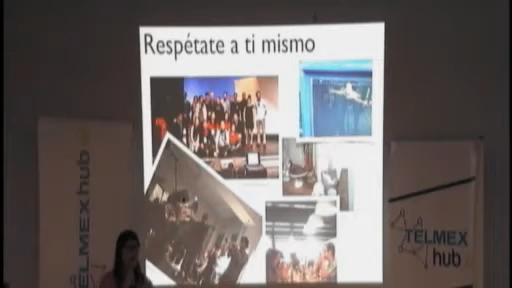 Respétate a ti mismo
TELMEX hub
TELMEX
hub